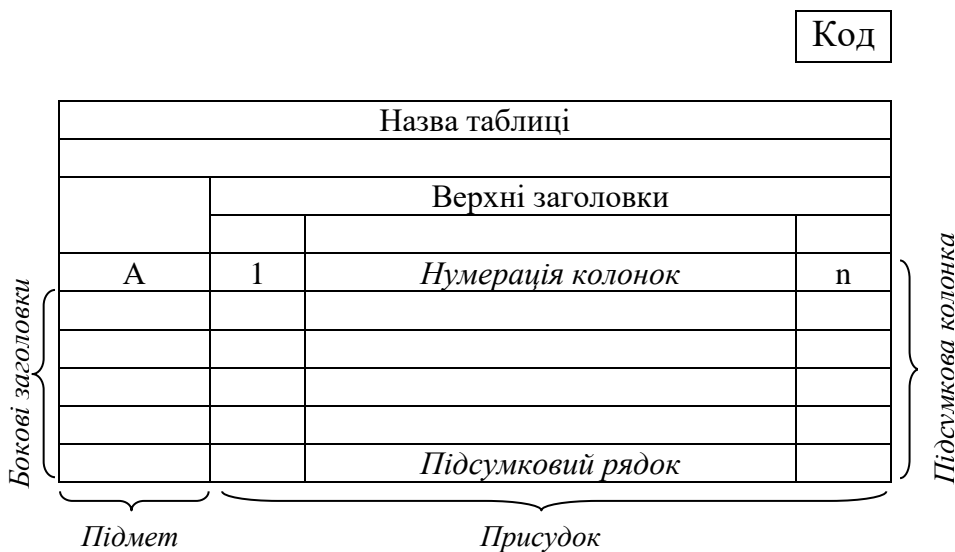 Код
Назва таблиці
Верхні заголовки
А 1 Нумерація колонок n
Бокові заголовки
Підсумкова колонка
Підсумковий рядок
Підмет Присудок